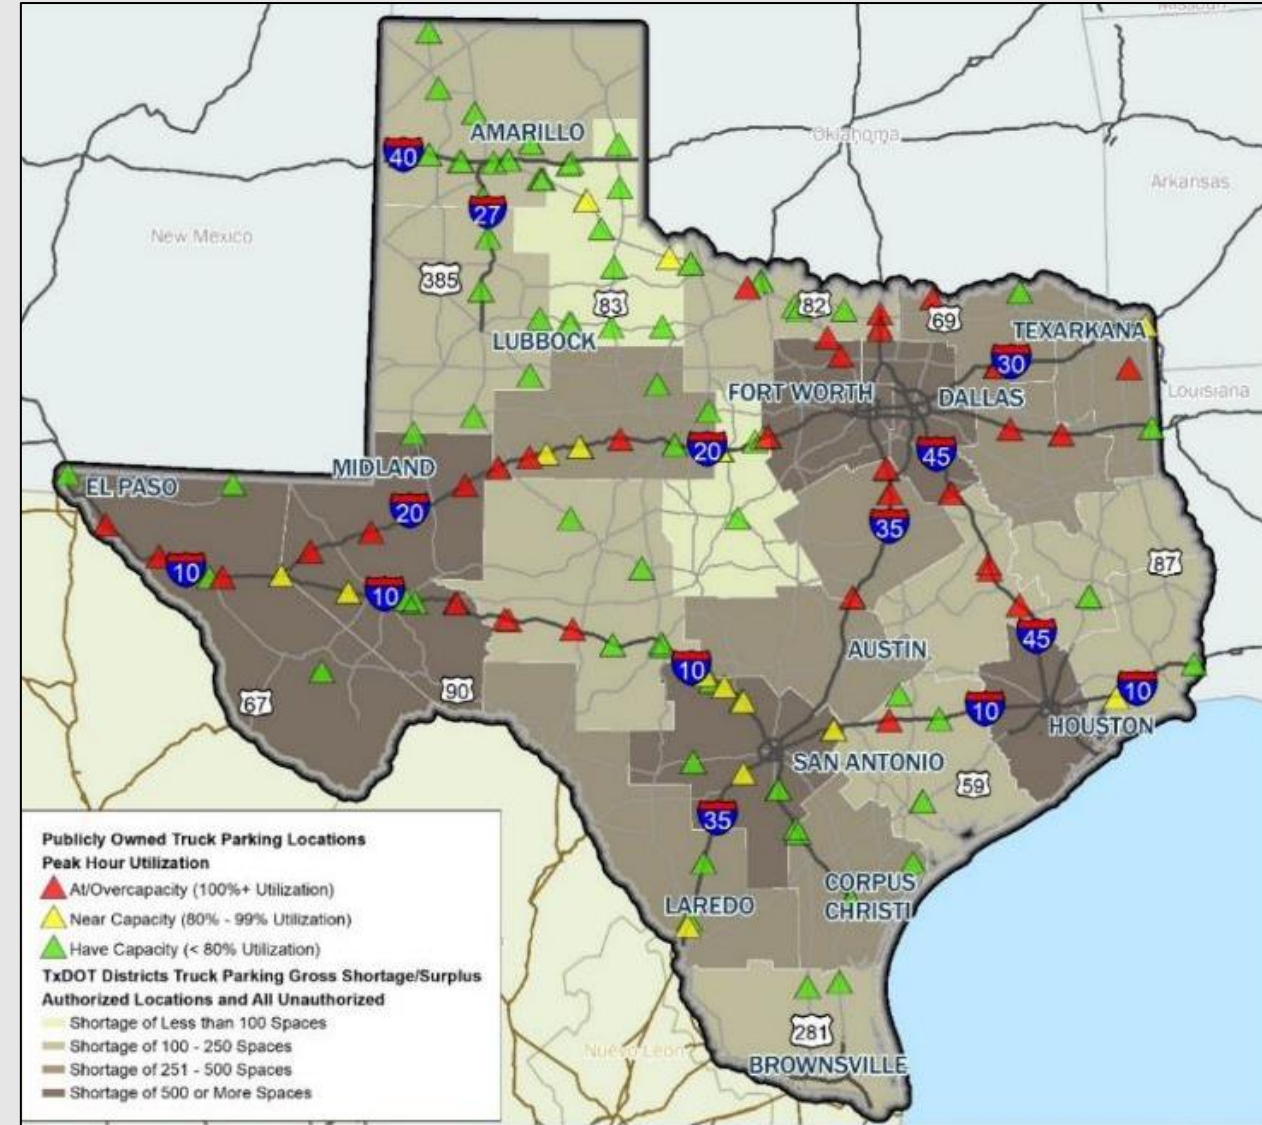 Missouri
Oklahoma
AMARILLO
40
Arkansas
27
New Mexico
385
83
82
69
TEXARKANA
LUBBOCK
30
FORT WORTH
DALLAS
Louisiana
20
45
MIDLAND
EL PASO
20
35
87
10
10
45
AUSTIN
10
10
10
90
67
HOUSTON
SAN ANTONIO
59
35
CORPUS
CHRISTI
LAREDO
281
Nuevo Leon
BROWNSVILLE
Publicly Owned Truck Parking Locations
Peak Hour Utilization
At/Overcapacity (100%+ Utilization)
Near Capacity (80% - 99% Utilization)
Have Capacity (< 80% Utilization)
TxDOT Districts Truck Parking Gross Shortage/Surplus
Authorized Locations and All Unauthorized
Shortage of Less than 100 Spaces
Shortage of 100 - 250 Spaces
Shortage of 251 - 500 Spaces
Shortage of 500 or More Spaces